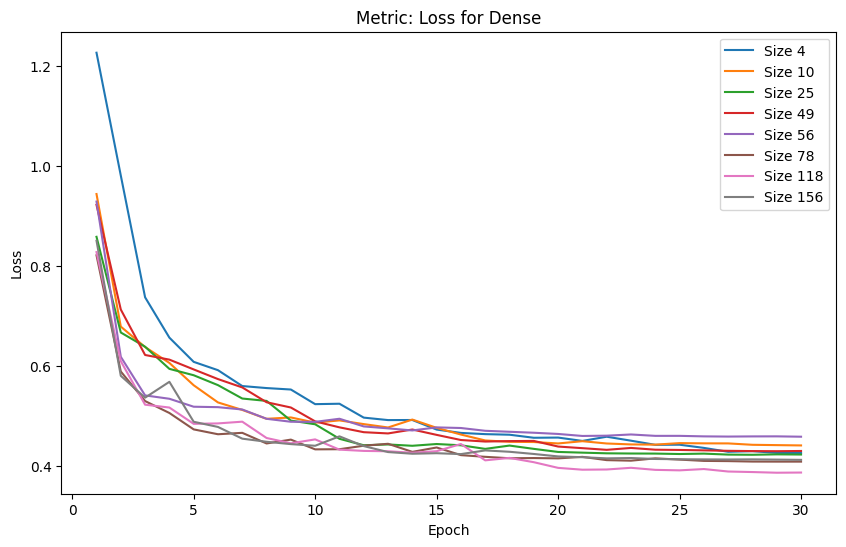 Metric: Loss for Dense
Loss
1.2
1.0
0.8
0.6
0.4
Size 4
Size 10
Size 25
Size 49
Size 56
Size 78
Size 118
Size 156
0
5
10
15
20
25
30
Epoch